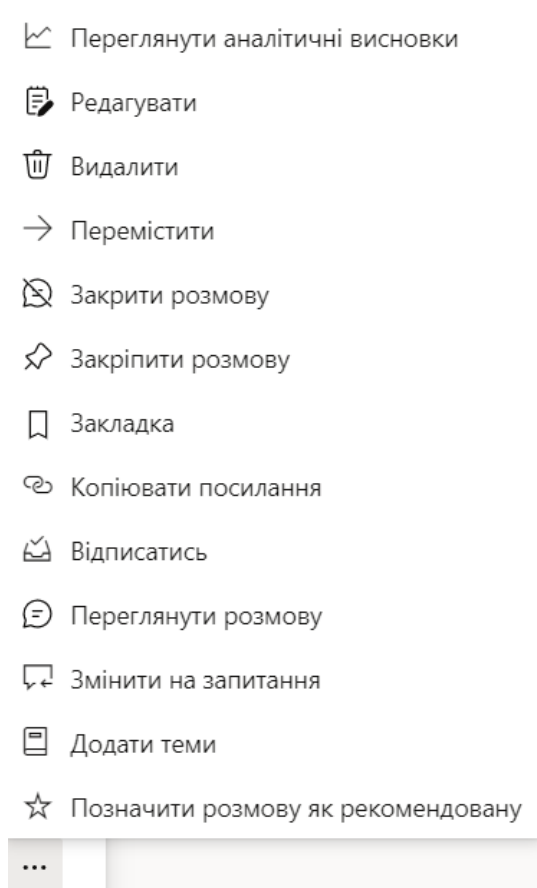 Переглянути аналітичні висновки
Редагувати
Видалити
Перемістити
Закрити розмову
Закріпити розмову
Закладка
Копіювати посилання
Відписатись
Переглянути розмову
Змінити на запитання
Додати теми
Позначити розмову як рекомендовану
...